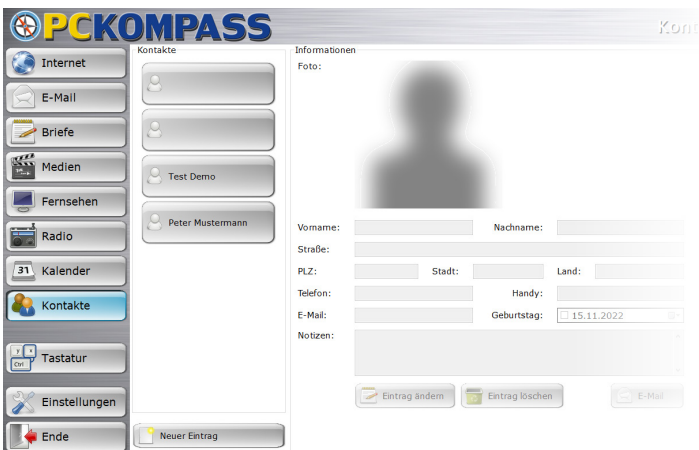 PCKOMPASS
Kont
Internet
E-Mail
Briefe
Medien
Fernsehen
Radio
31
Kalender
Kontakte
y x
Ctrl
Tastatur
Einstellungen
Ende
Kontakte
Test Demo
Peter Mustermann
Neuer Eintrag
Informationen
Foto:
Vorname:
Nachname:
Straße:
PLZ:
Stadt:
Land:
Telefon:
Handy:
E-Mail:
Geburtstag:
15.11.2022
Notizen:
Eintrag ändern
Eintrag löschen
E-Mail